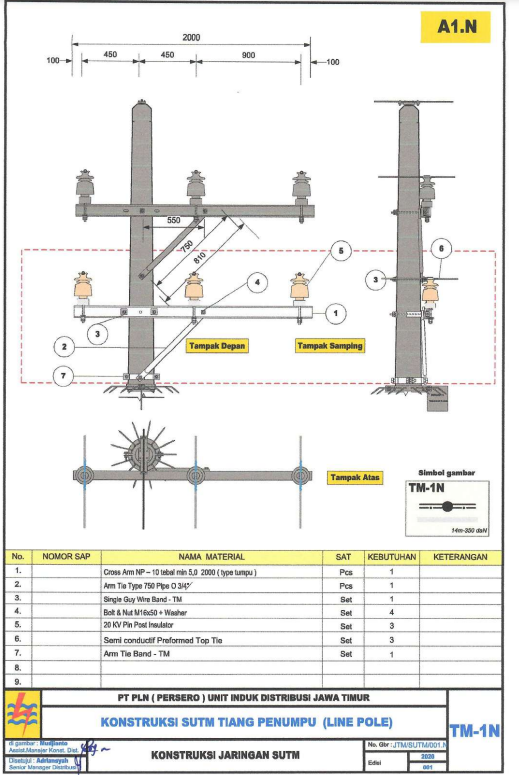 A1.N
2000
450 450 900
100 100
550
750
810
6
5
4
3
1
3
2
Tampak Depan
Tampak Samping
7
Tampak Atas
Simbol gambar
TM-1N
14m-350 daN
No. NOMOR SAP NAMA MATERIAL SAT KEBUTUHAN KETERANGAN
1. Cross Arm NP – 10 tebal min 5,0 2000 ( type tumpu ) Pcs 1
2. Arm Tie Type 750 Pipe O 3/4" Pcs 1
3. Single Guy Wire Band - TM Set 1
4. Bolt & Nut M16x50 + Washer Set 4
5. 20 KV Pin Post Insulator Set 3
6. Semi conductif Preformed Top Tie Set 3
7. Arm Tie Band - TM Set 1
8.
9.
PT PLN ( PERSERO ) UNIT INDUK DISTRIBUSI JAWA TIMUR
KONSTRUKSI SUTM TIANG PENUMPU (LINE POLE)
TM-1N
di gambar : Mudjianto
Assist.Manajer Konst. Dist.
Disetujui : Adriansyah
Senior Manager Distribusi
KONSTRUKSI JARINGAN SUTM
No. Gbr : JTM/SUTM/001.N
Edisi
2020
001